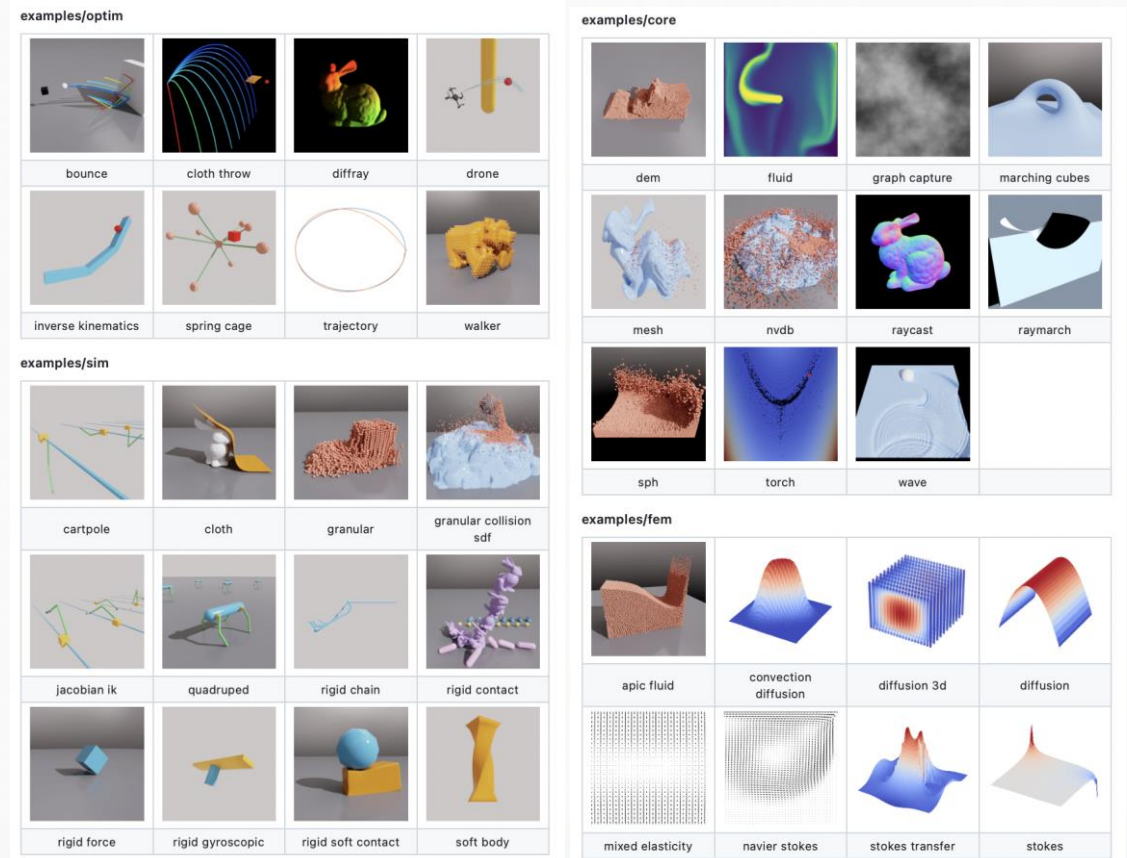 examples/optim
bounce
cloth throw
diffray
drone
inverse kinematics
spring cage
trajectory
walker
examples/sim
cartpole
cloth
granular
granular collision
sdf
jacobian ik
quadruped
rigid chain
rigid contact
rigid force
rigid gyroscopic
rigid soft contact
soft body
examples/core
dem
fluid
graph capture
marching cubes
mesh
nvdb
raycast
raymarch
sph
torch
wave
examples/fem
apic fluid
convection
diffusion
diffusion 3d
diffusion
mixed elasticity
navier stokes
stokes transfer
stokes